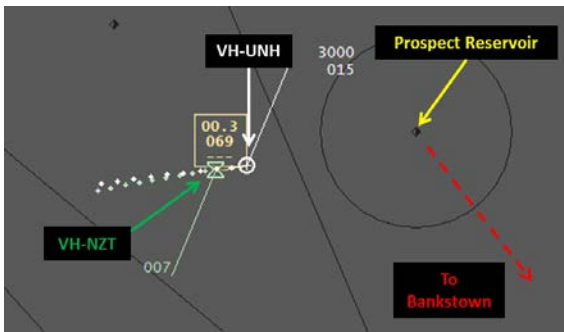 Prospect Reservoir
VH-UNH
3000
015
00.3
069
VH-NZT
007
To
Bankstown